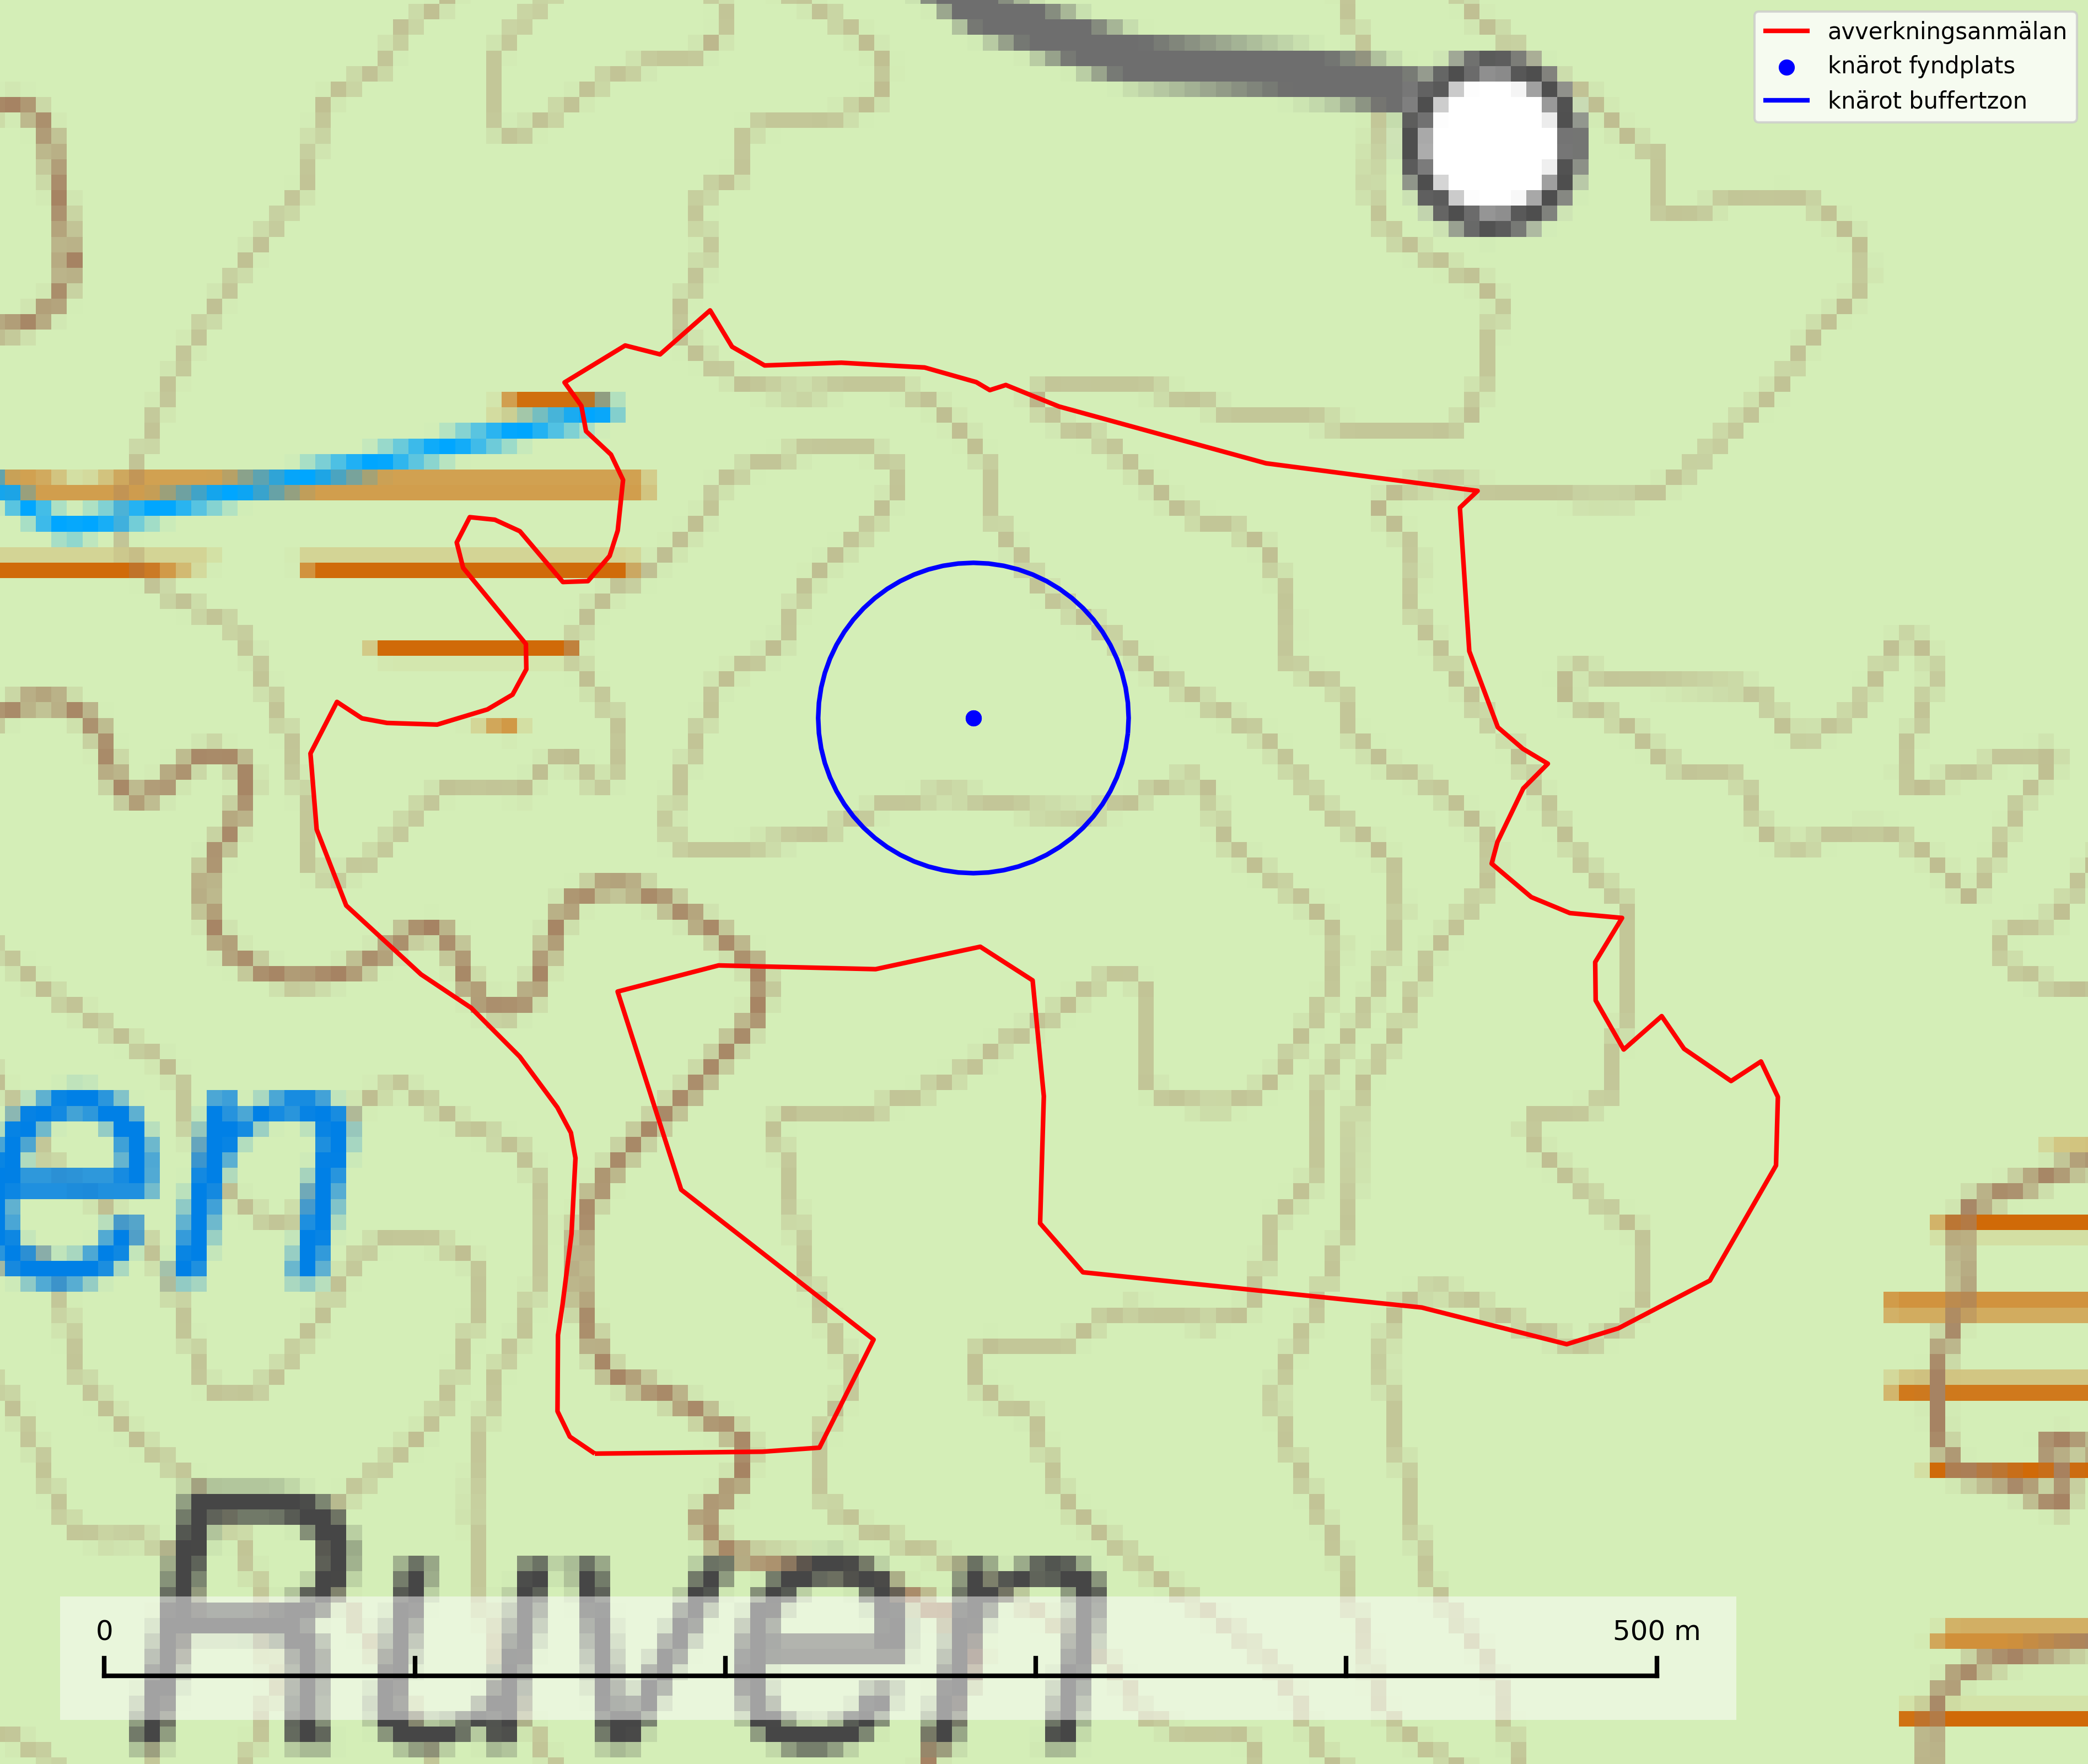 avverkningsanmälan
knärot fyndplats
knärot buffertzon
en
Ruven
0 500 m